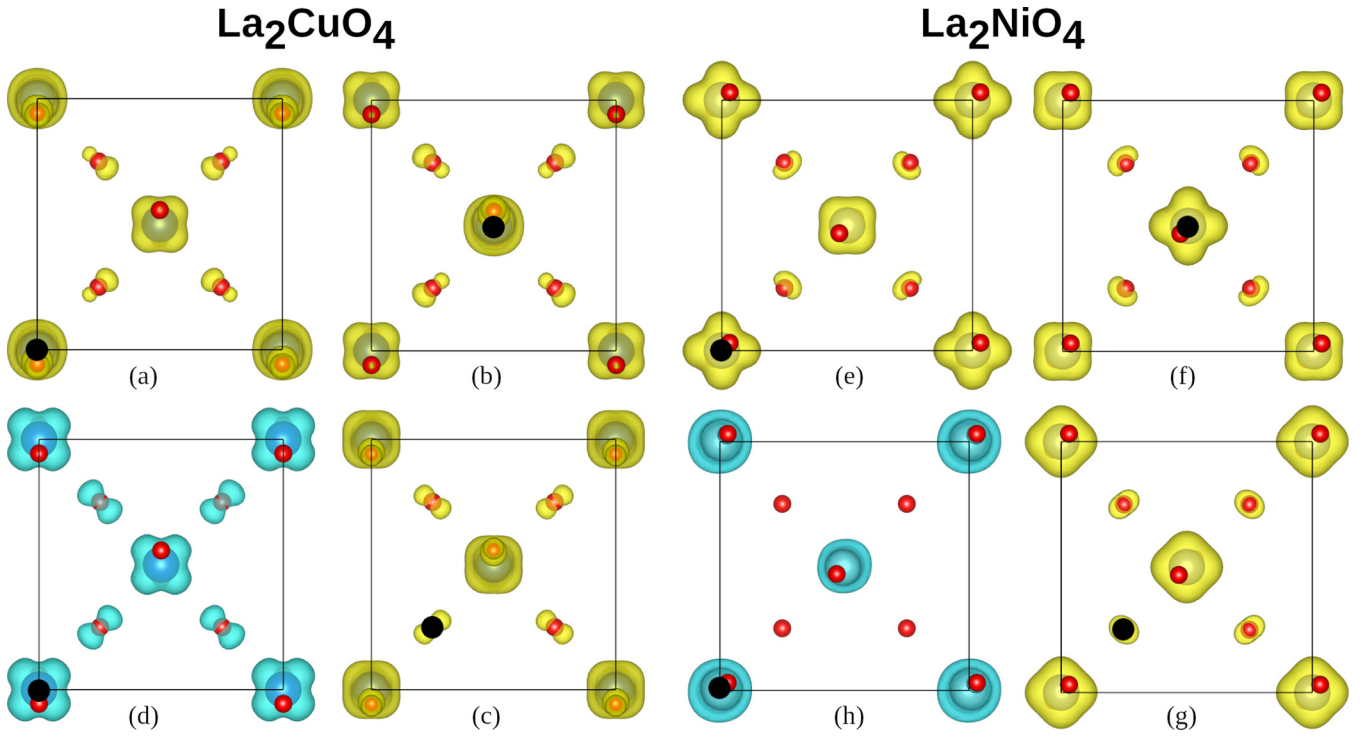 La₂CuO₄ La₂NiO₄
(a) (b) (e) (f)
(d) (c) (h) (g)